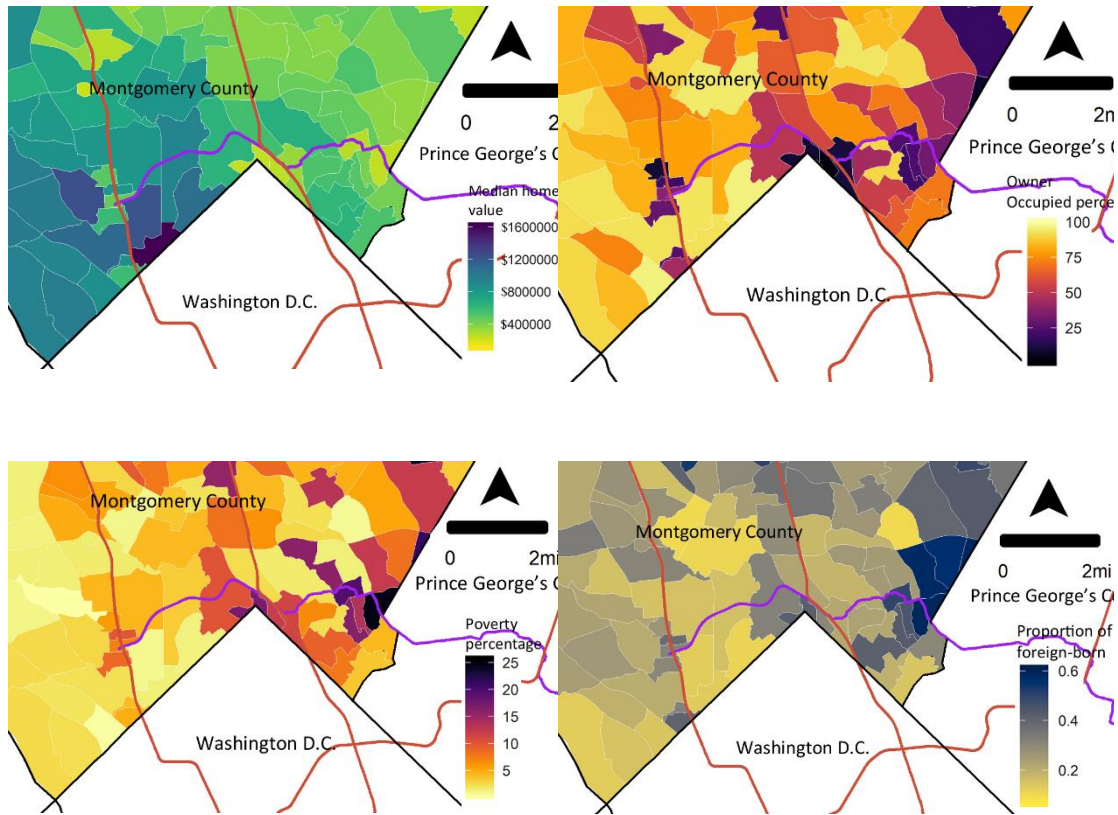 Montgomery County
0
2
Prince George's C
Median home
value
$1600000
$1200000
$800000
$400000
Washington D.C.
Montgomery County
0
2m
Prince George's C
Owner
Occupied perce
100
75
50
25
Washington D.C.
Montgomery County
0
2mi
Prince George's C
Poverty
percentage
25
20
15
10
5
Washington D.C.
Montgomery County
0
2mi
Prince George's C
Proportion of
foreign-born
0.6
0.4
0.2
Washington D.C.